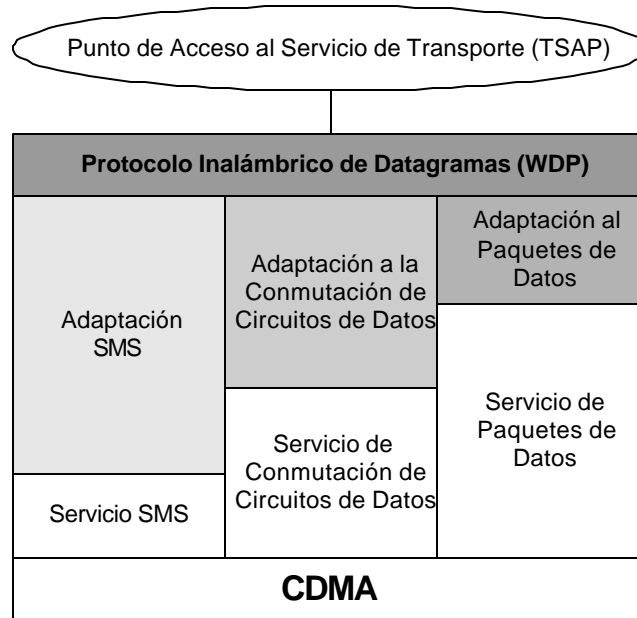 Punto de Acceso al Servicio de Transporte (TSAP)
Protocolo Inalámbrico de Datagramas (WDP)
Adaptación
SMS
Servicio SMS
Adaptación a la
Conmutación de
Circuitos de Datos
Servicio de
Conmutación de
Circuitos de Datos
Adaptación al
Paquetes de
Datos
Servicio de
Paquetes de
Datos
CDMA